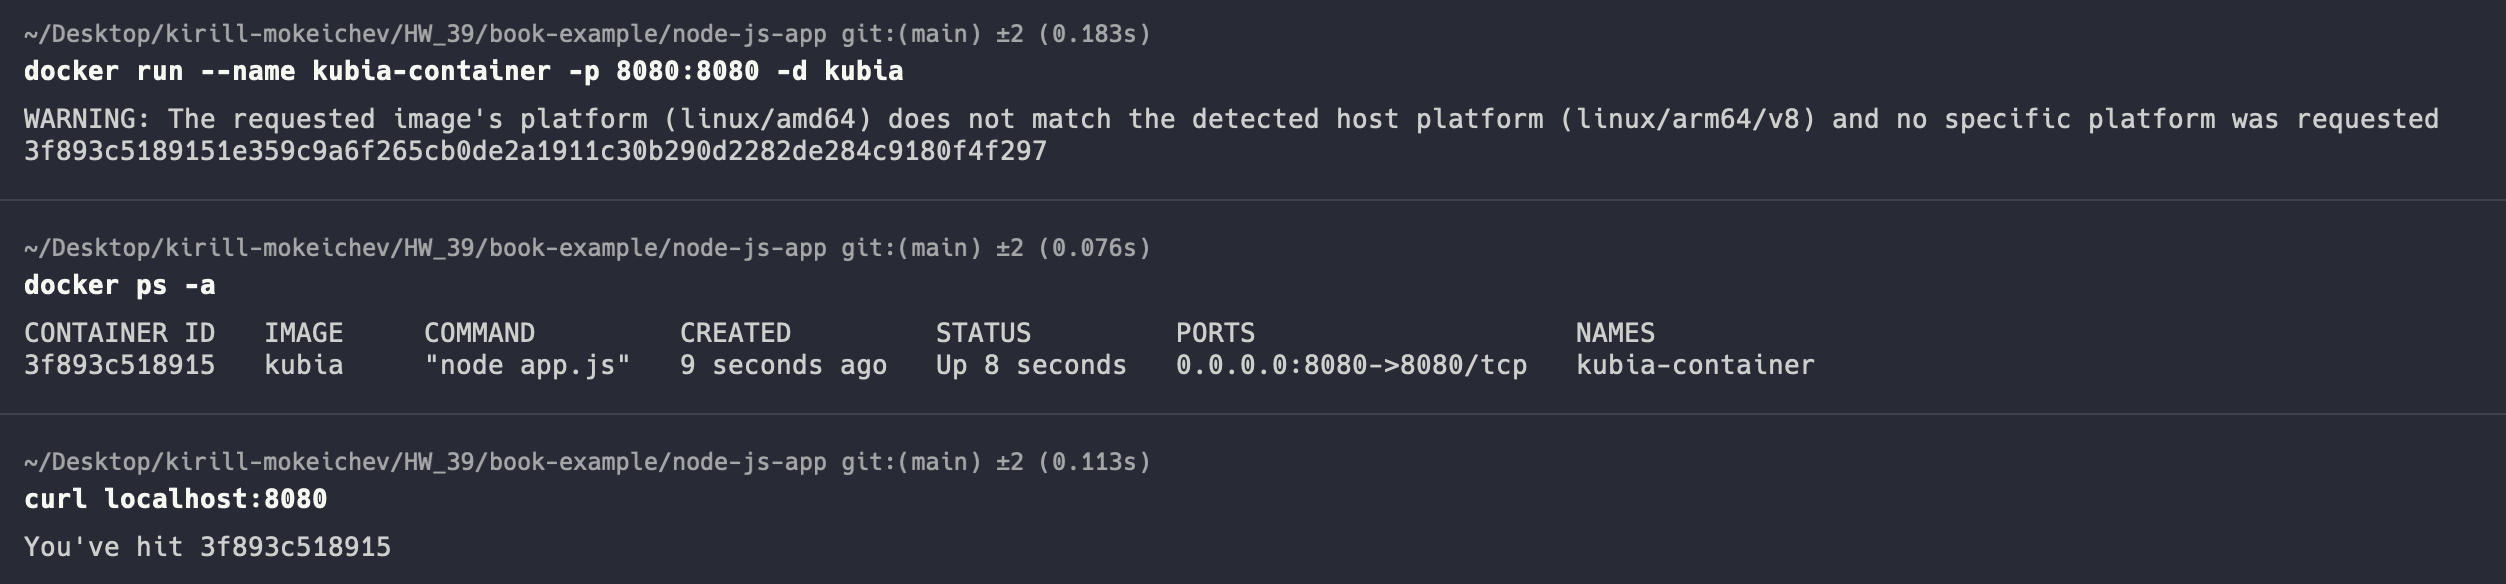 ~/Desktop/kirill-mokeichev/HW_39/book-example/node-js-app git:(main) ±2 (0.183s)
docker run --name kubia-container -p 8080:8080 -d kubia
WARNING: The requested image's platform (linux/amd64) does not match the detected host platform (linux/arm64/v8) and no specific platform was requested
3f893c5189151e359c9a6f265cb0de2a1911c30b290d2282de284c9180f4f297
~/Desktop/kirill-mokeichev/HW_39/book-example/node-js-app git:(main) ±2 (0.076s)
docker ps -a
CONTAINER ID   IMAGE     COMMAND         CREATED         STATUS         PORTS                    NAMES
3f893c518915   kubia     "node app.js"   9 seconds ago   Up 8 seconds   0.0.0.0:8080->8080/tcp   kubia-container
~/Desktop/kirill-mokeichev/HW_39/book-example/node-js-app git:(main) ±2 (0.113s)
curl localhost:8080
You've hit 3f893c518915